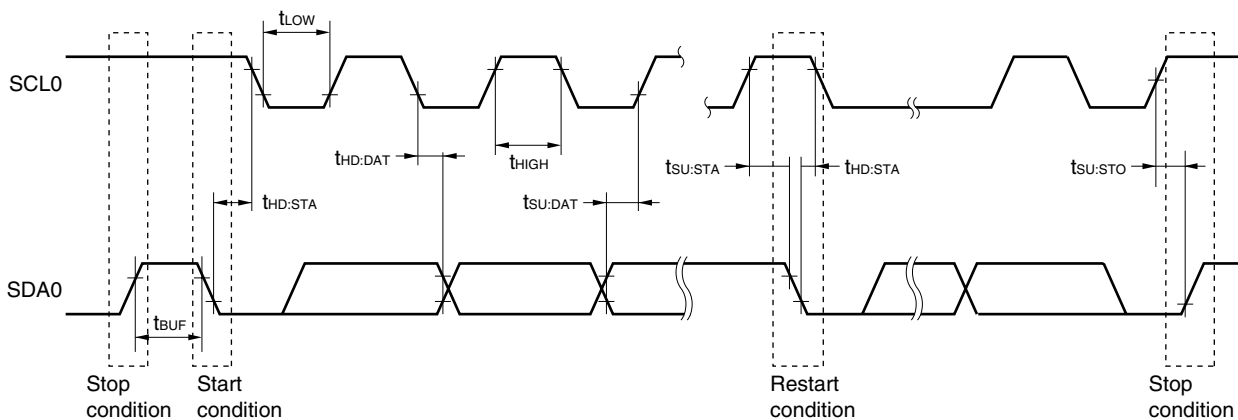 tLOW
SCL0
tHD:DAT
tHIGH
tSU:STA
tHD:STA
tSU:STO
tHD:STA
tSU:DAT
SDA0
tBUF
Stop
condition
Start
condition
Restart
condition
Stop
condition